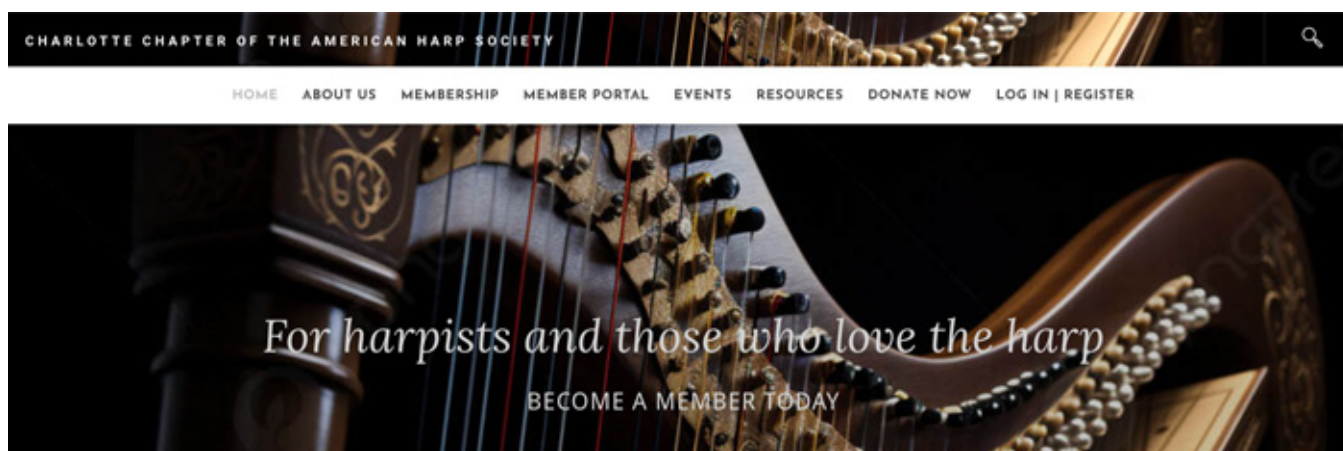 CHARLOTTE CHAPTER OF THE AMERICAN HARP SOCIETY
HOME ABOUT US MEMBERSHIP MEMBER PORTAL EVENTS RESOURCES DONATE NOW LOG IN | REGISTER
For harpists and those who love the harp
BECOME A MEMBER TODAY